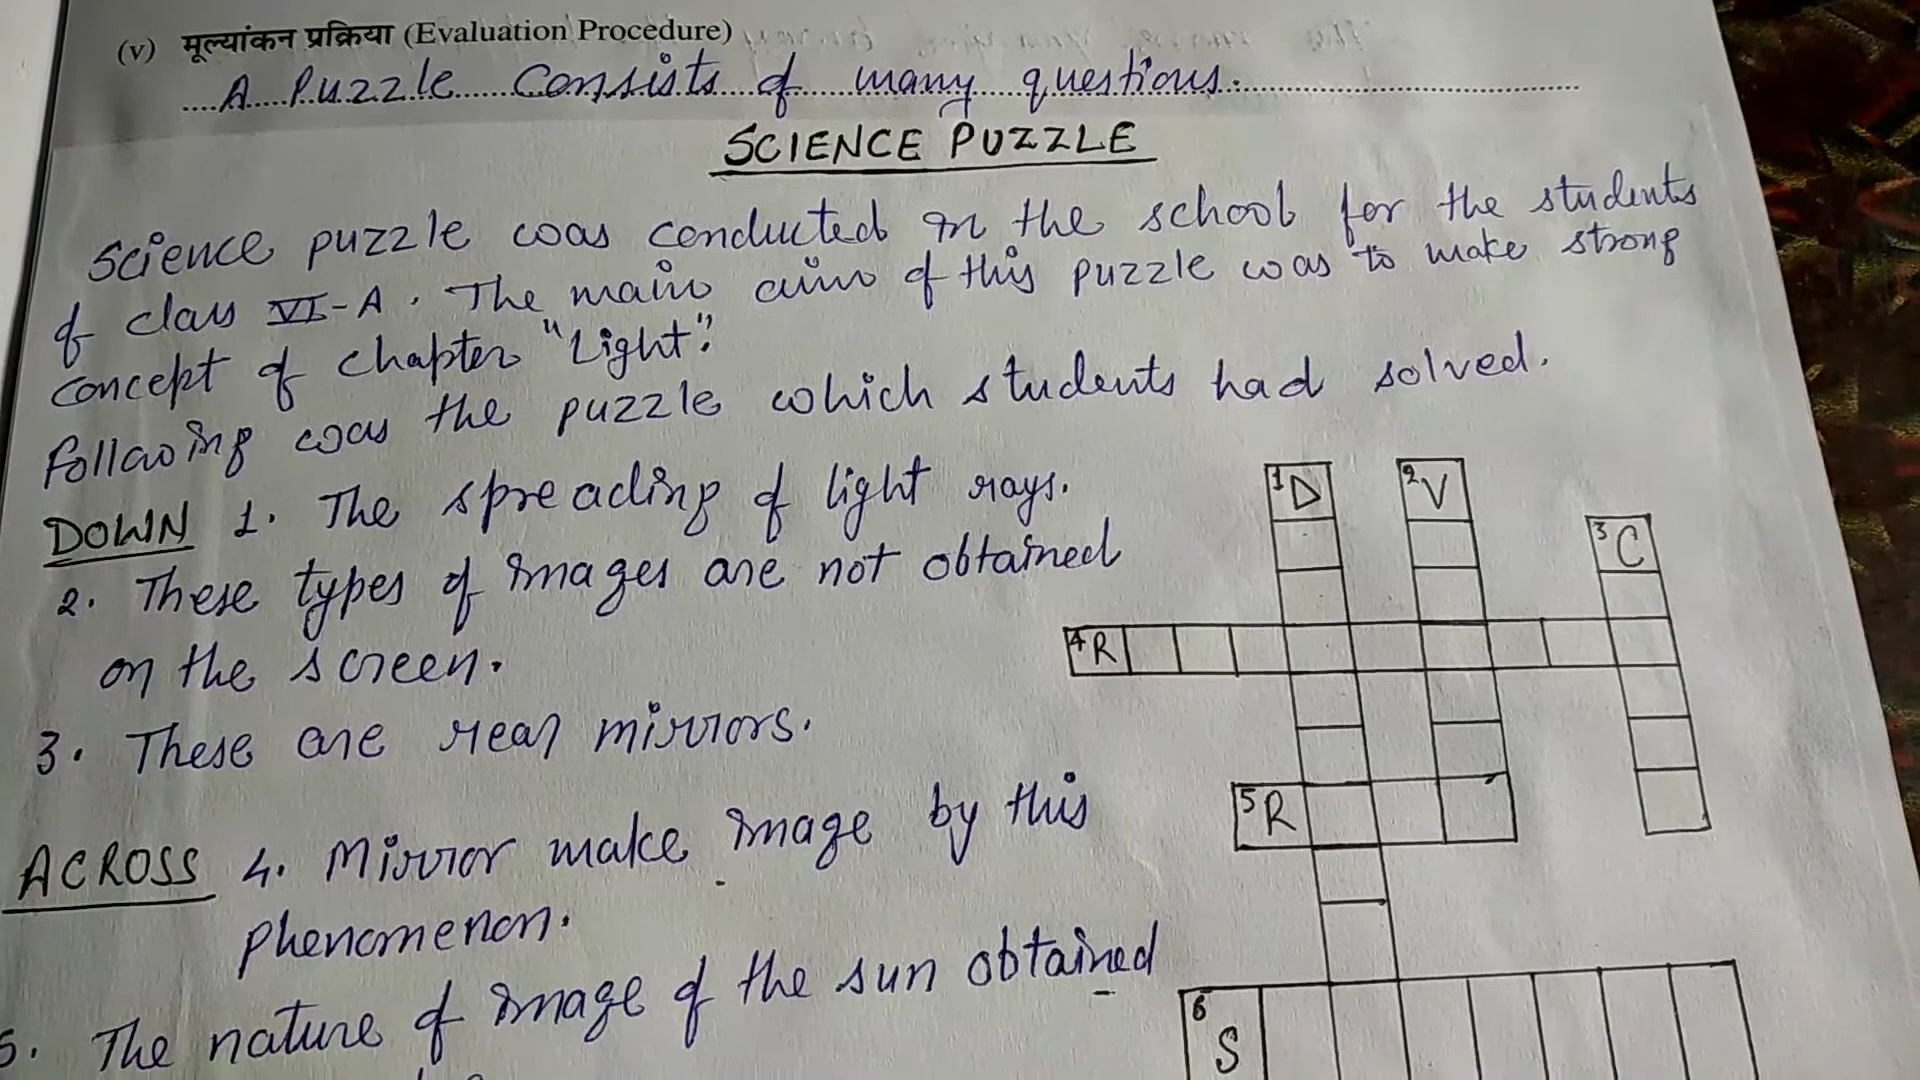 (v) मूल्यांकन प्रक्रिया (Evaluation Procedure)
A Puzzle Consists of many questions.
SCIENCE PUZZLE
Science puzzle was conducted in the school for the students
of class VI-A. The main aim of this puzzle was to make strong
concept of chapter "Light".
Following was the puzzle which students had solved.
DOWN 1. The spreading of light rays.
2. These types of images are not obtained
on the screen.
3. These are rear mirrors.
ACROSS 4. Mirror make image by this
phenomenon.
5. The nature of image of the sun obtained
1 D
2 V
3 C
4 R
5 R
6 S